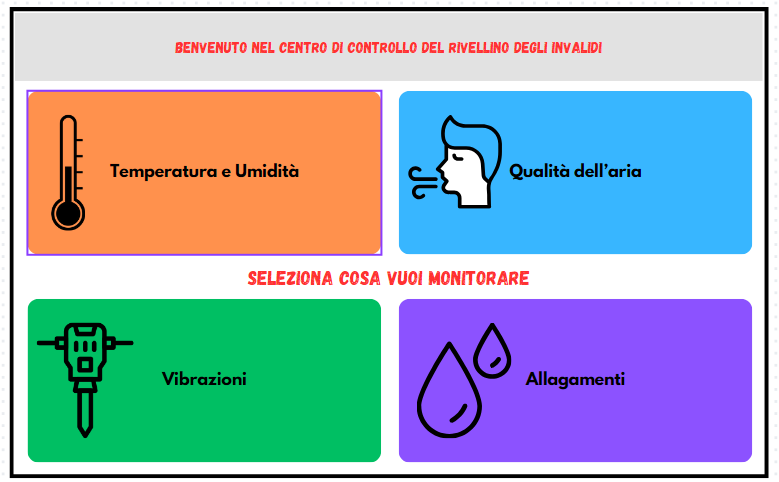 BENVENUTO NEL CENTRO DI CONTROLLO DEL RIVELLINO DEGLI INVALIDI
Temperatura e Umidità
Qualità dell'aria
SELEZIONA COSA VUOI MONITORARE
Vibrazioni
Allagamenti